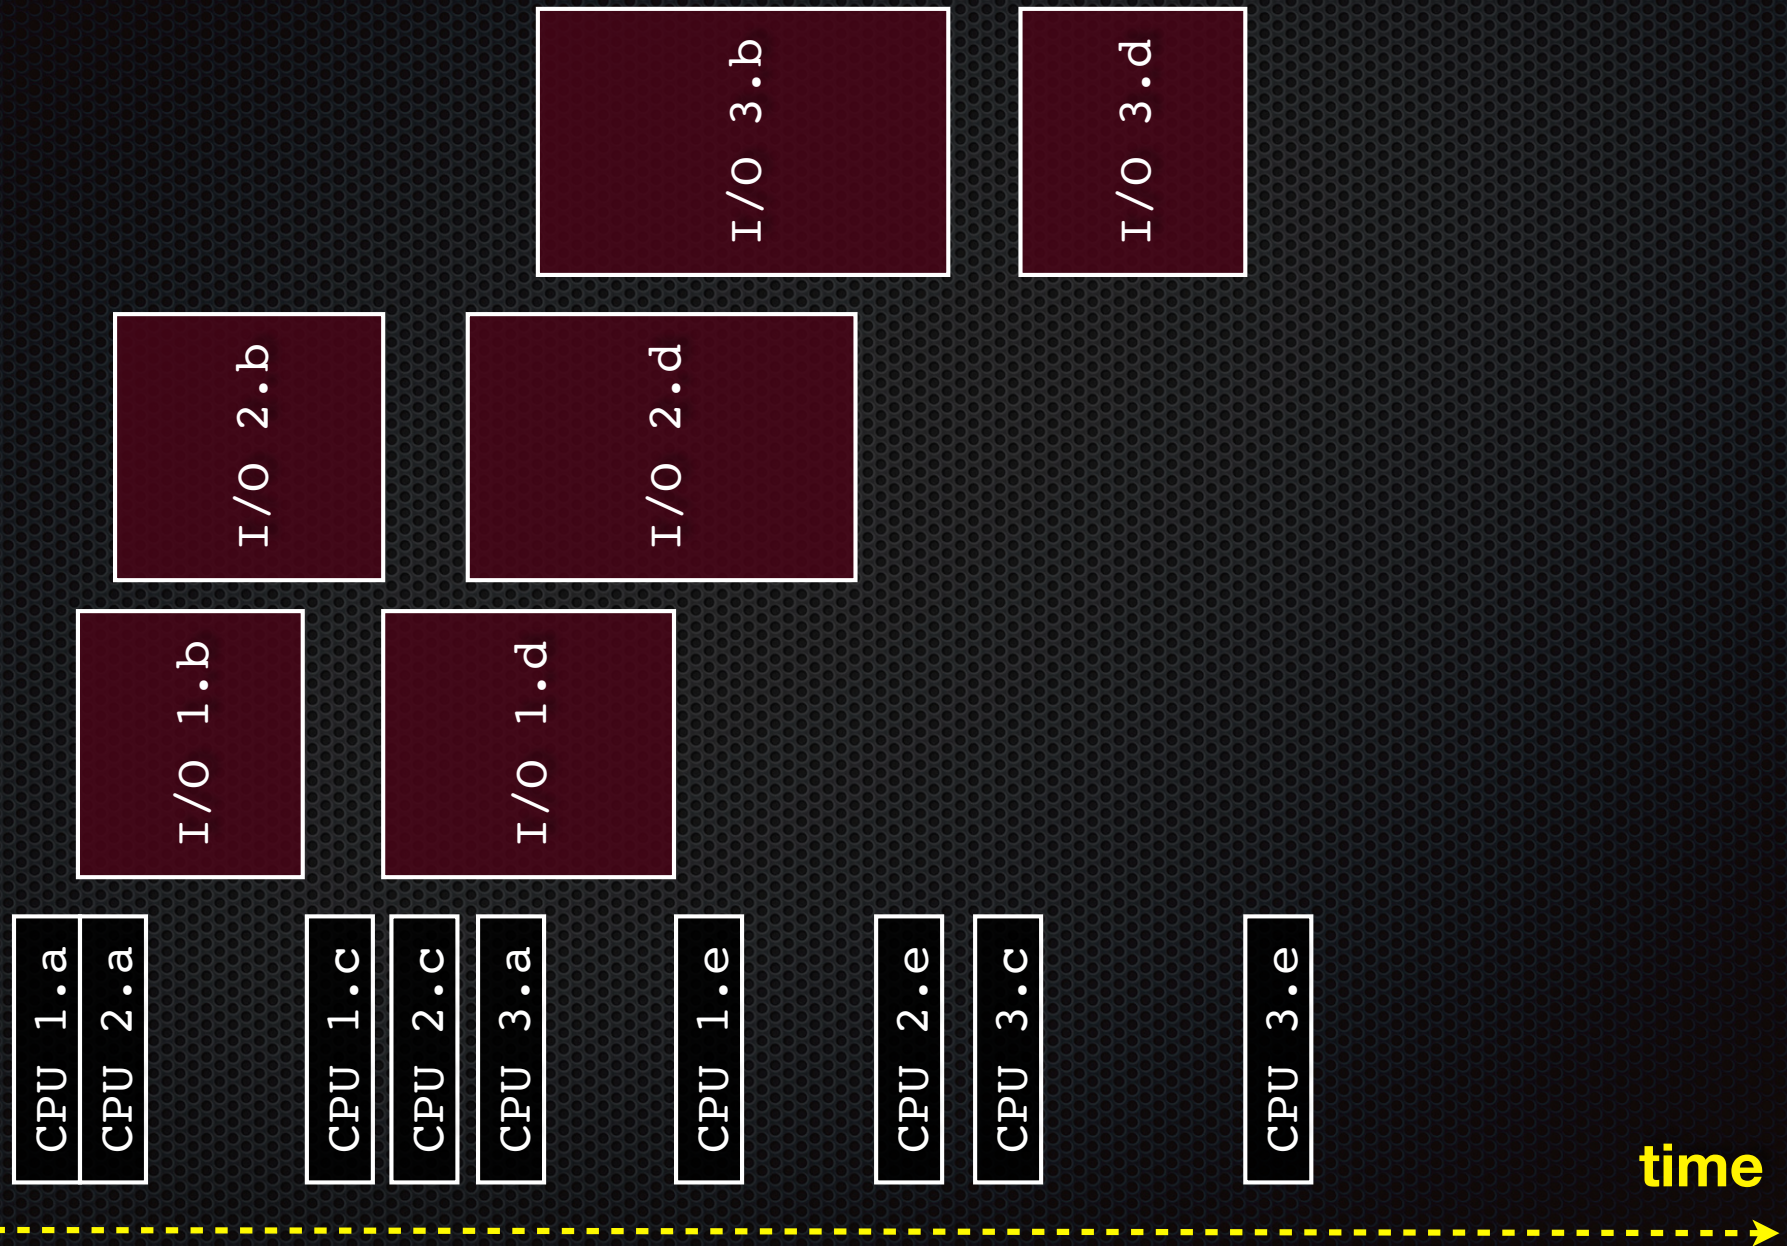 I/O 3.b
I/O 3.d
I/O 2.b
I/O 2.d
I/O 1.b
I/O 1.d
CPU 1.a
CPU 2.a
CPU 1.c
CPU 2.c
CPU 3.a
CPU 1.e
CPU 2.e
CPU 3.c
CPU 3.e
time